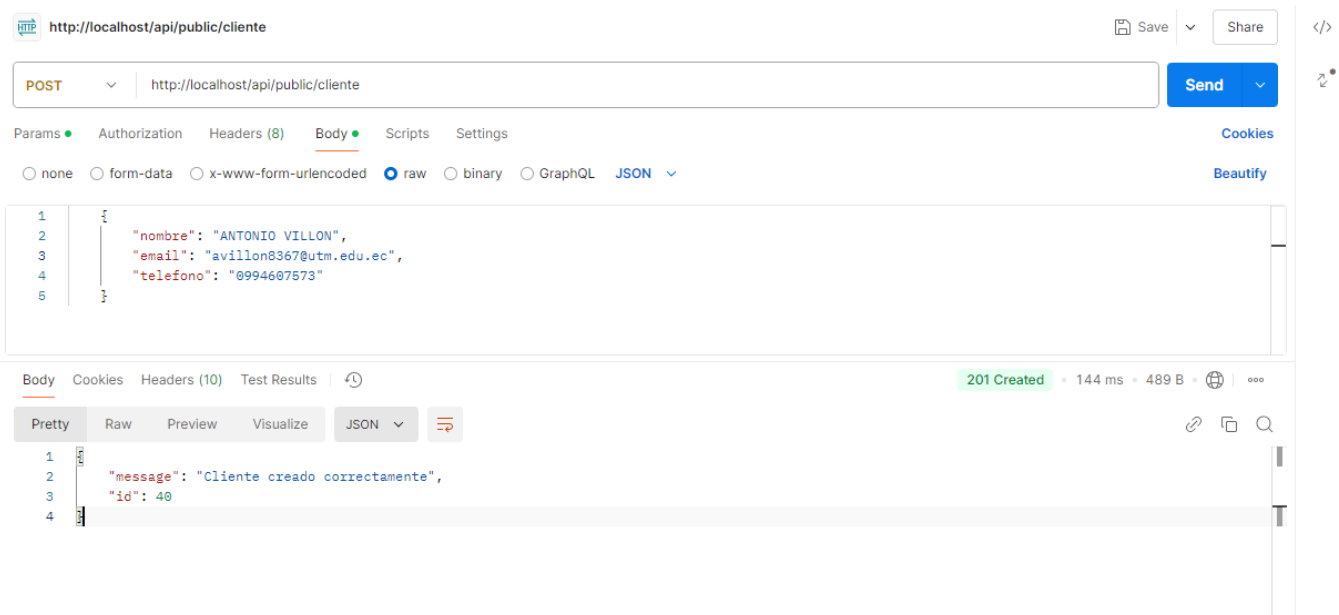 HTTP http://localhost/api/public/cliente Save Share </>
POST http://localhost/api/public/cliente Send
Params Authorization Headers (8) Body Scripts Settings Cookies
none form-data x-www-form-urlencoded raw binary GraphQL JSON Beautify
1 {
2 "nombre": "ANTONIO VILLON",
3 "email": "avillon8367@utm.edu.ec",
4 "telefono": "0994607573"
5 }
Body Cookies Headers (10) Test Results 201 Created 144 ms 489 B
Pretty Raw Preview Visualize JSON
1 {
2 "message": "Cliente creado correctamente",
3 "id": 40
4 }